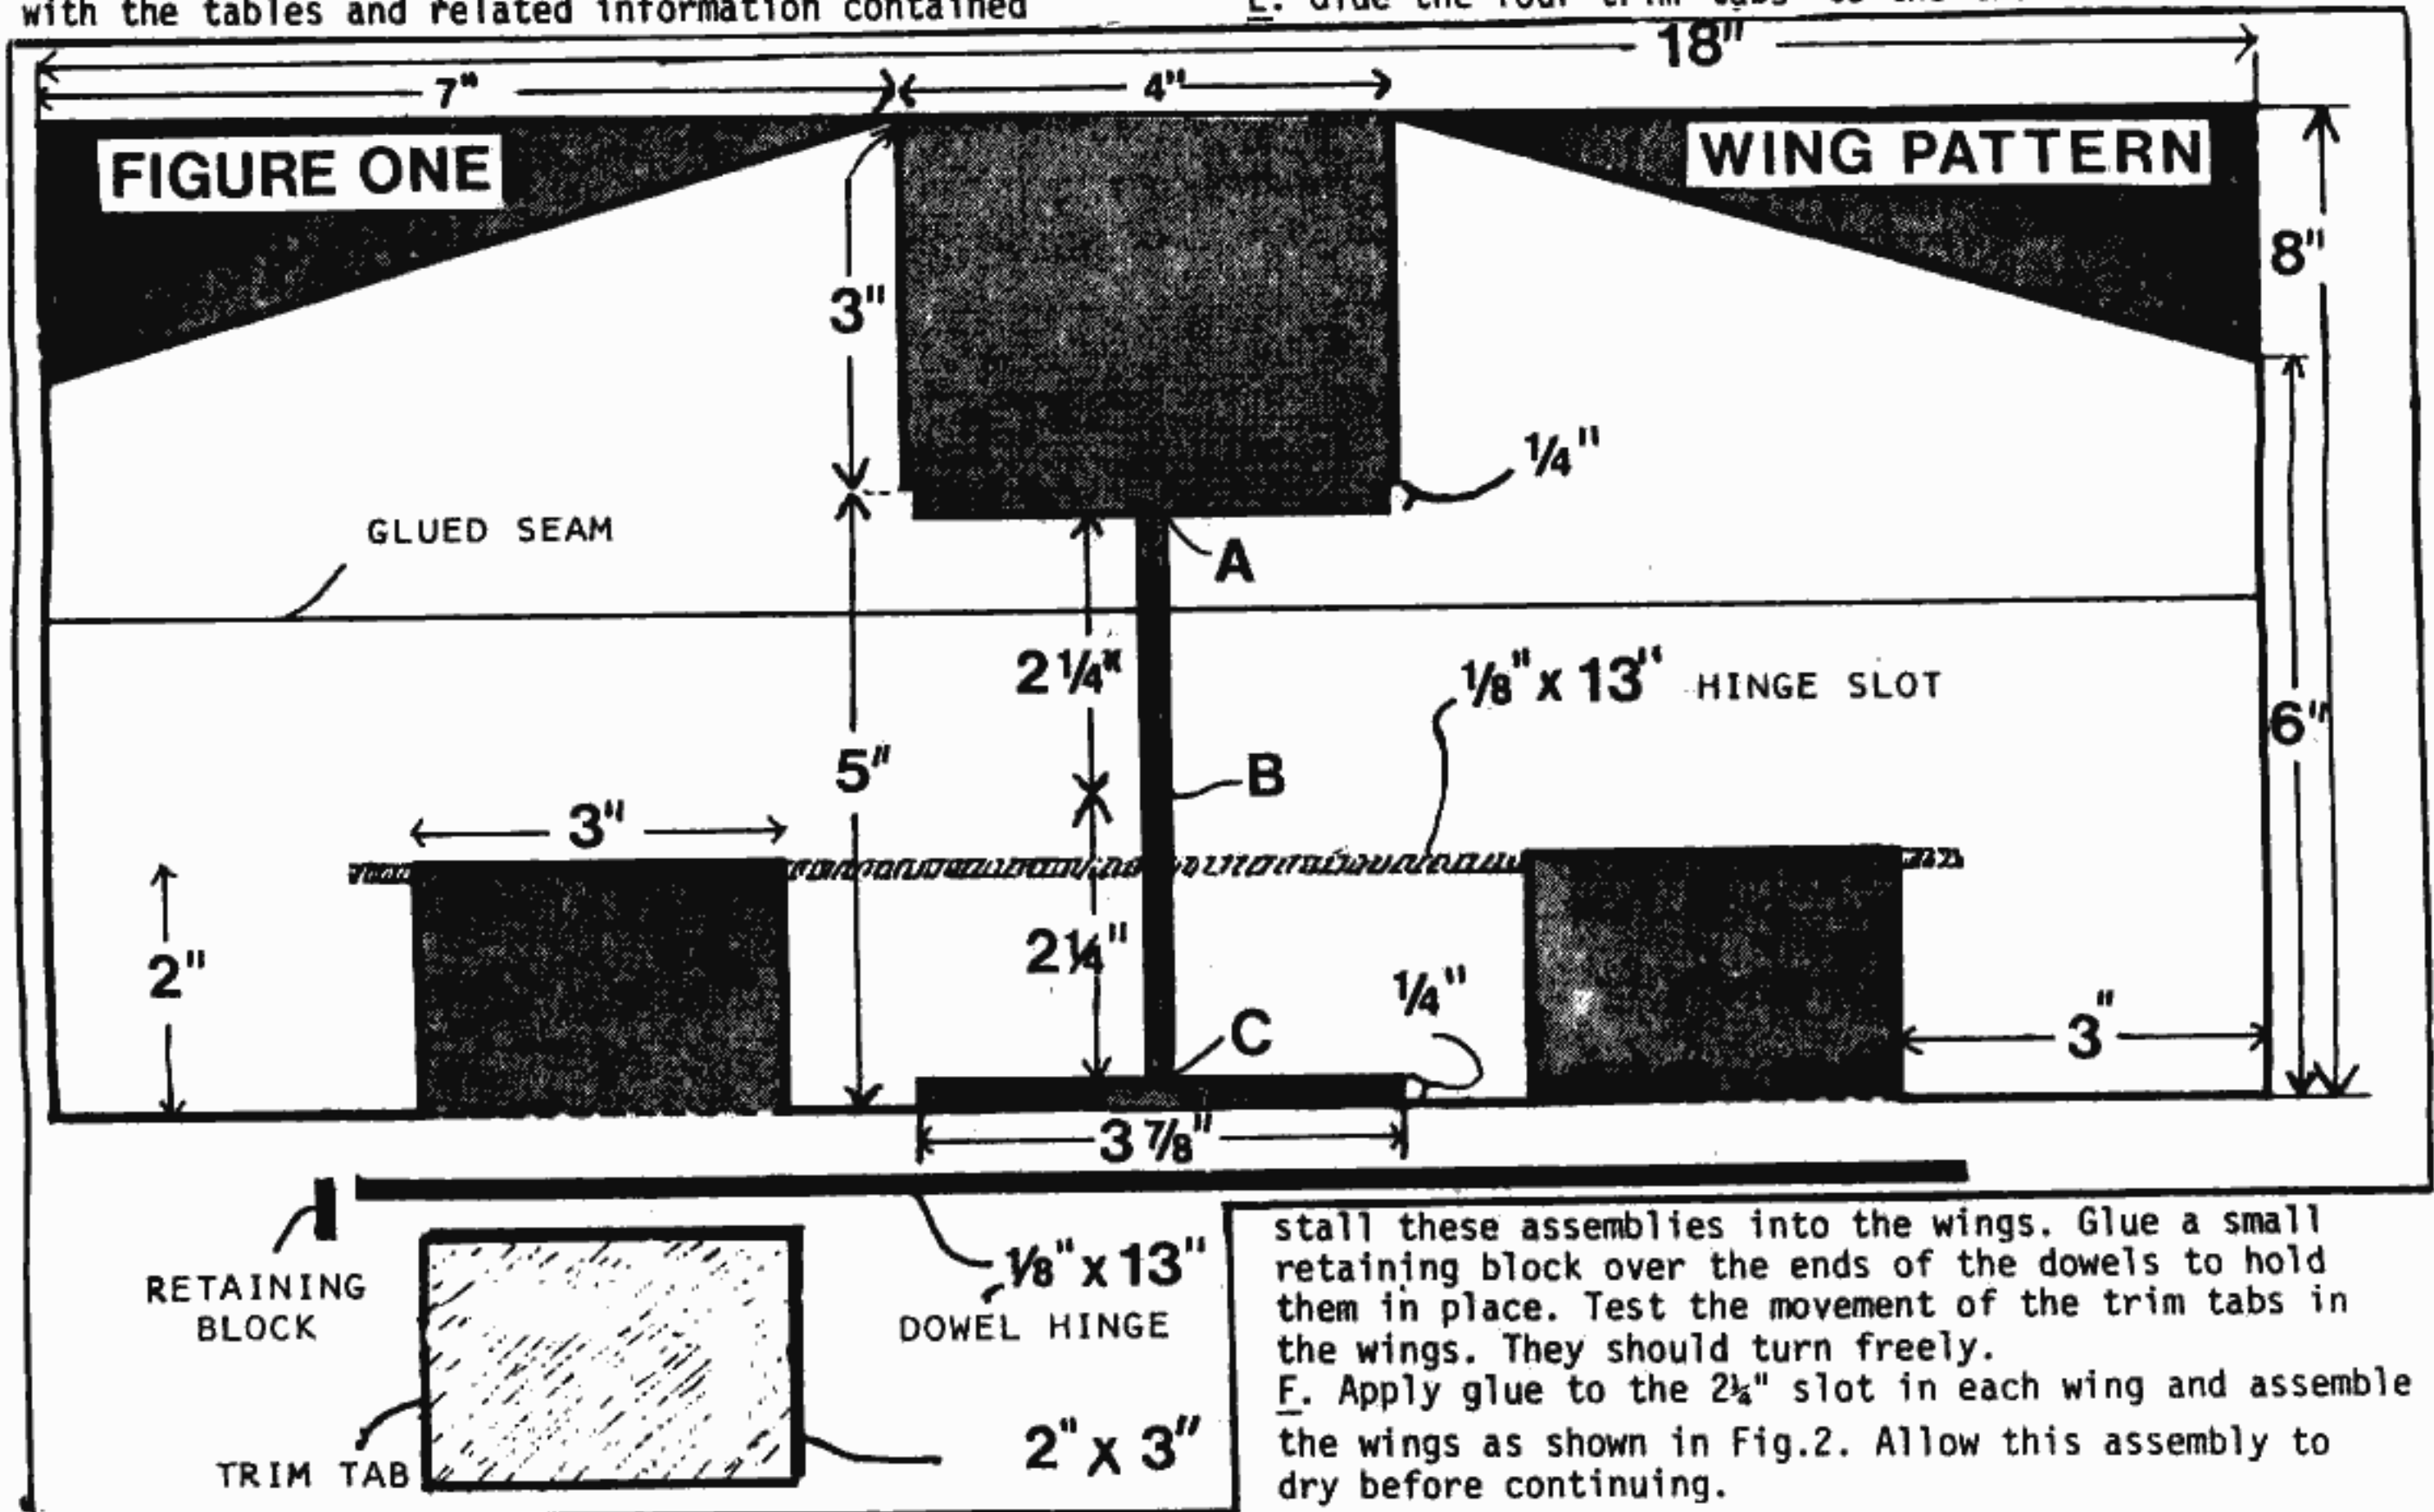 with the tables and related information contained
18"
7"
4"
FIGURE ONE
WING PATTERN
8"
3"
1/4"
GLUED SEAM
A
2 1/4"
1/8" x 13" HINGE SLOT
6"
5"
B
3"
2"
2 1/4"
1/4"
C
3"
3 7/8"
RETAINING
BLOCK
1/8" x 13"
DOWEL HINGE
TRIM TAB
2" x 3"
stall these assemblies into the wings. Glue a small
retaining block over the ends of the dowels to hold
them in place. Test the movement of the trim tabs in
the wings. They should turn freely.
F. Apply glue to the 2¼" slot in each wing and assemble
the wings as shown in Fig.2. Allow this assembly to
dry before continuing.